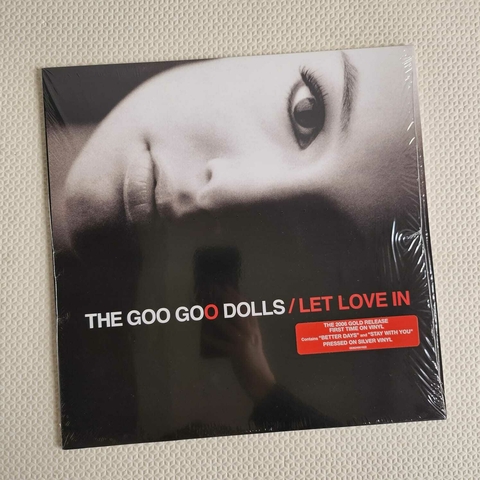 THE GOO GOO DOLLS / LET LOVE IN
THE 2006 GOLD RELEASE
FIRST TIME ON VINYL
Contains "BETTER DAYS" and "STAY WITH YOU"
PRESSED ON SILVER VINYL